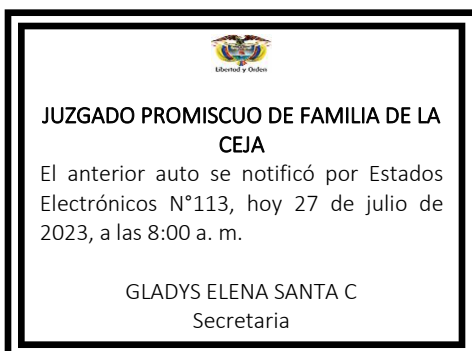 Libertad y Orden
JUZGADO PROMISCUO DE FAMILIA DE LA
CEJA
El anterior auto se notificó por Estados
Electrónicos N°113, hoy 27 de julio de
2023, a las 8:00 a. m.
GLADYS ELENA SANTA C
Secretaria